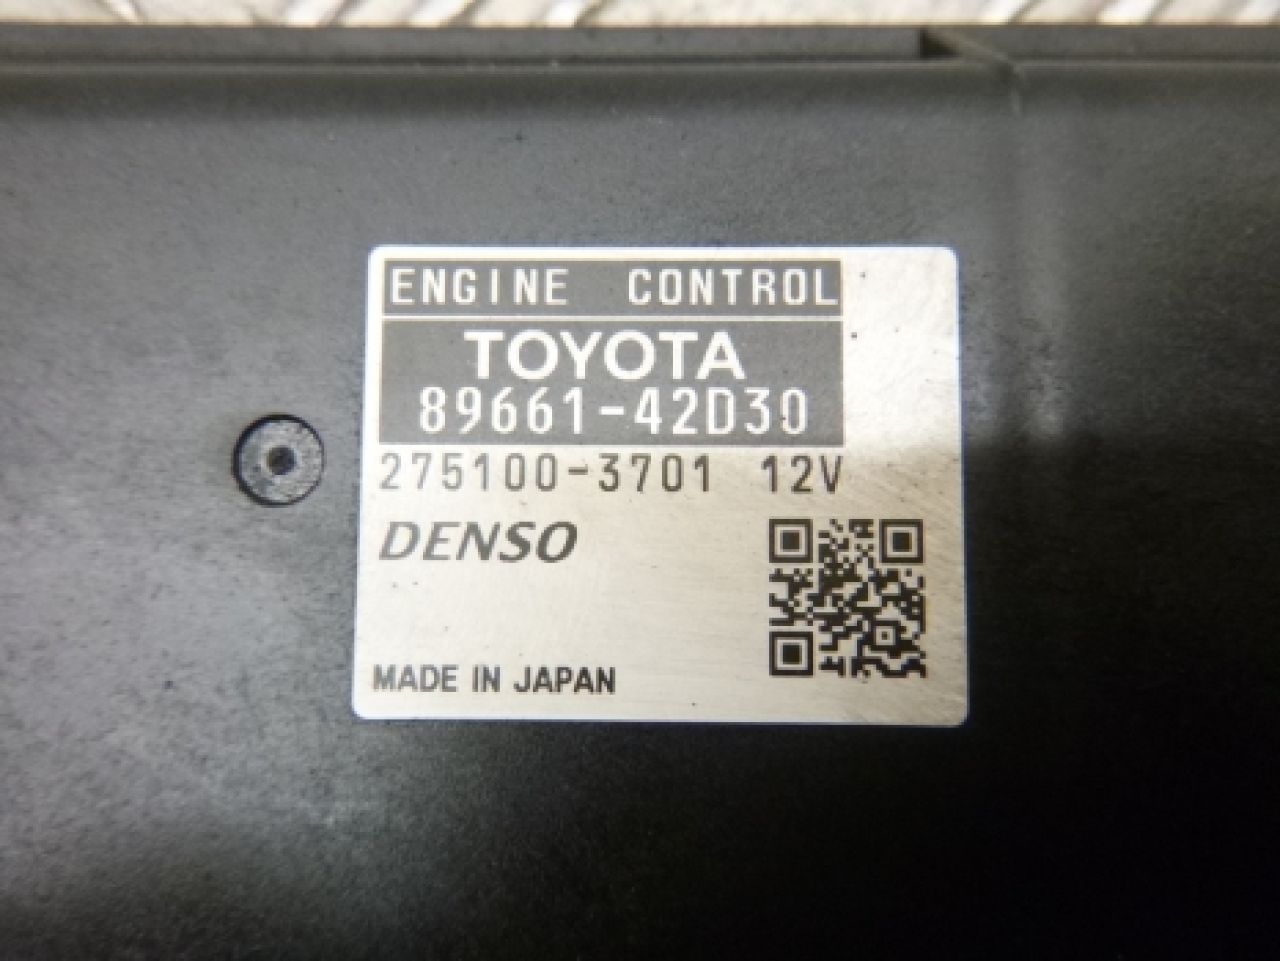 ENGINE CONTROL
TOYOTA
89661-42D30
275100-3701 12V
DENSO
MADE IN JAPAN